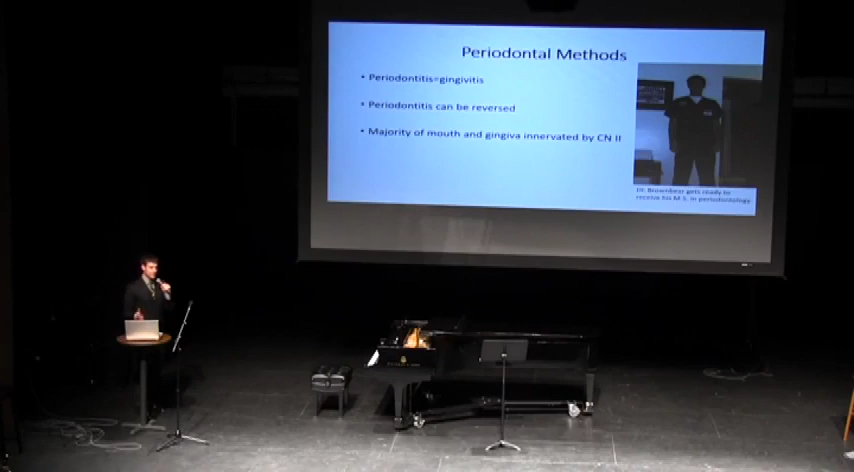 Periodontal Methods
• Periodontitis=gingivitis
• Periodontitis can be reversed
• Majority of mouth and gingiva innervated by CN II
Dr. Brownbear gets ready to
receive his M.S. in periodontology